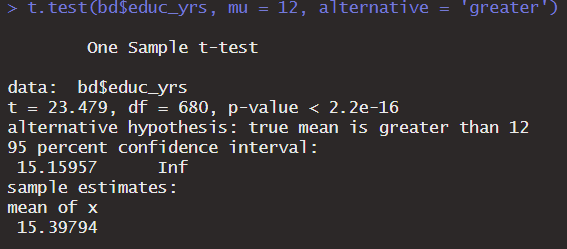 > t.test(bd$educ_yrs, mu = 12, alternative = 'greater')
One Sample t-test
data:  bd$educ_yrs
t = 23.479, df = 680, p-value < 2.2e-16
alternative hypothesis: true mean is greater than 12
95 percent confidence interval:
 15.15957      Inf
sample estimates:
mean of x
 15.39794